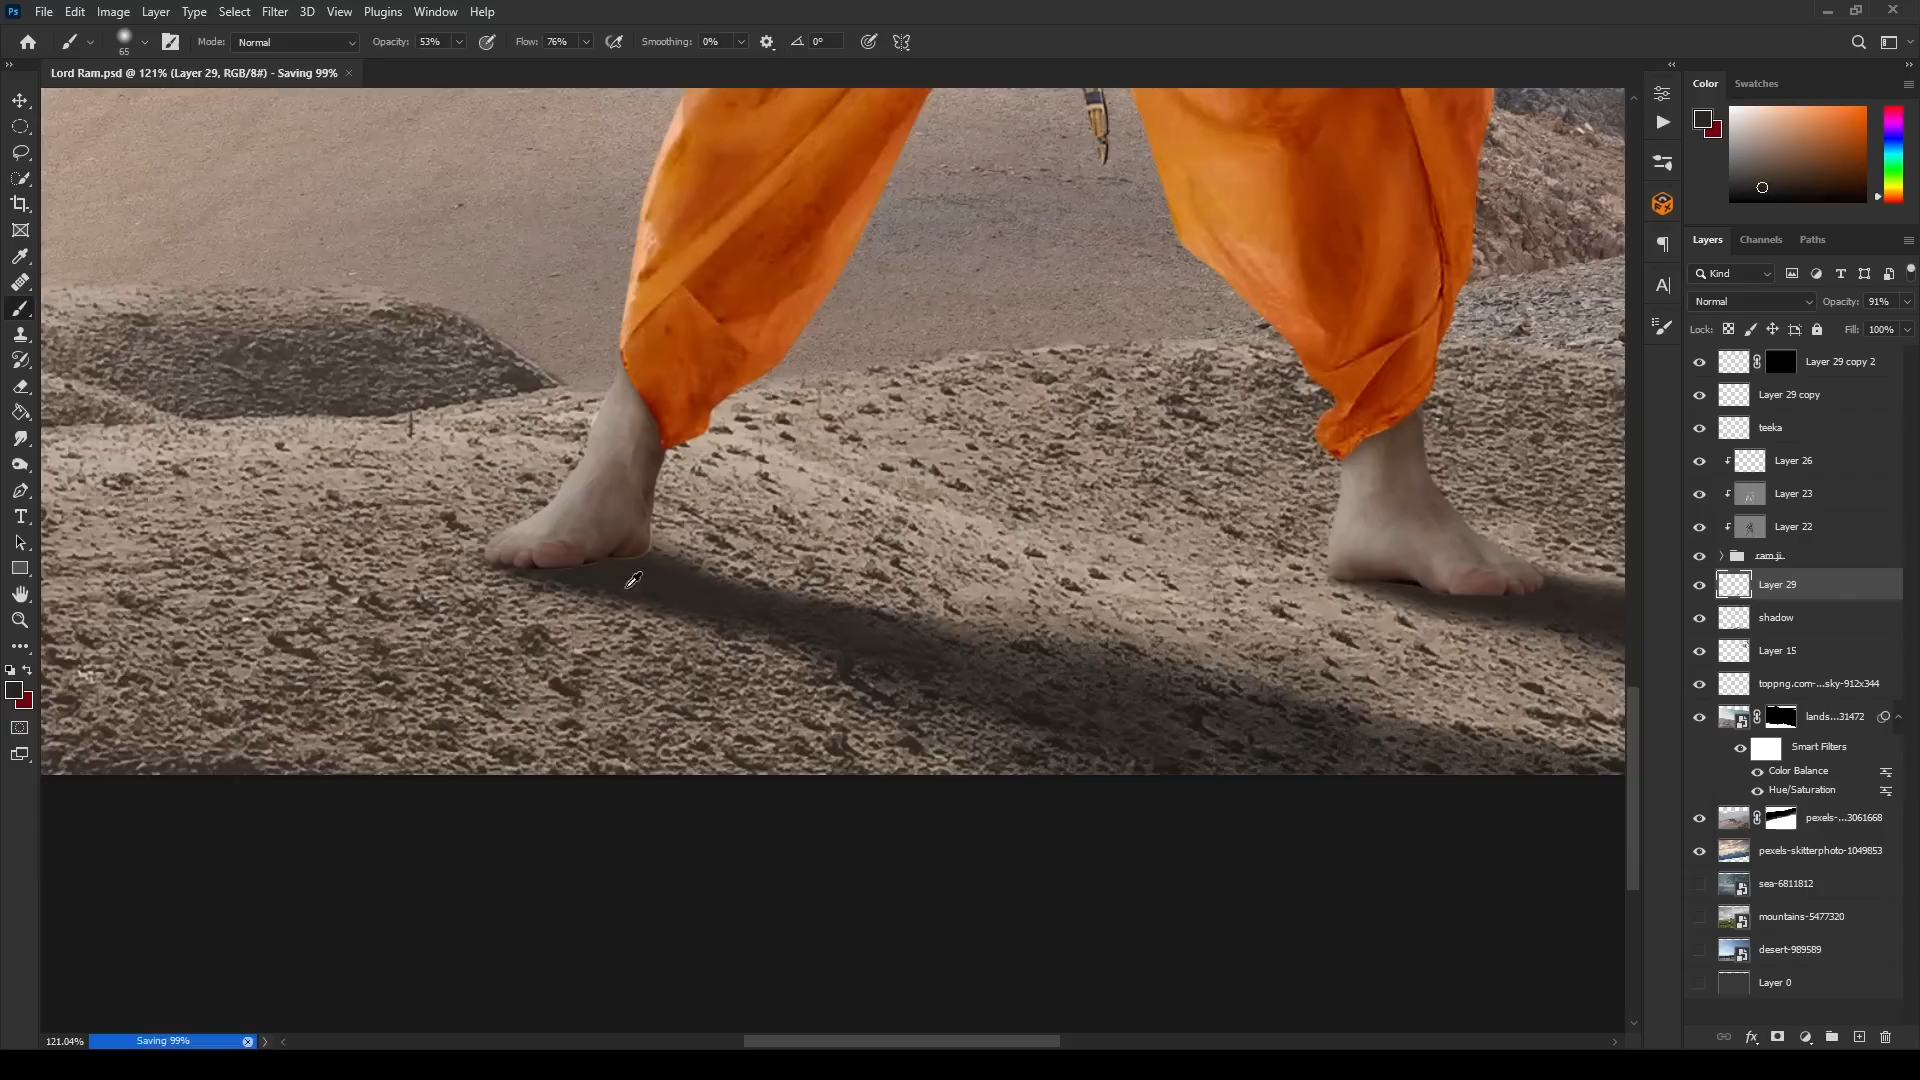 Ps File Edit Image Layer Type Select Filter 3D View Plugins Window Help
65 Mode: Normal Opacity: 53% Flow: 76% Smoothing: 0% 0°
Lord Ram.psd @ 121% (Layer 29, RGB/8#) - Saving 99% ×
Color Swatches
Layers Channels Paths
Kind
Normal Opacity: 91%
Lock: Fill: 100%
Layer 29 copy 2
Layer 29 copy
teeka
Layer 26
Layer 23
Layer 22
ram ji
Layer 29
shadow
Layer 15
toppng.com-...sky-912x344
lands...31472
Smart Filters
Color Balance
Hue/Saturation
pexels-...3061668
pexels-skitterphoto-1049853
sea-6811812
mountains-5477320
desert-989589
Layer 0
121.04% Saving 99%